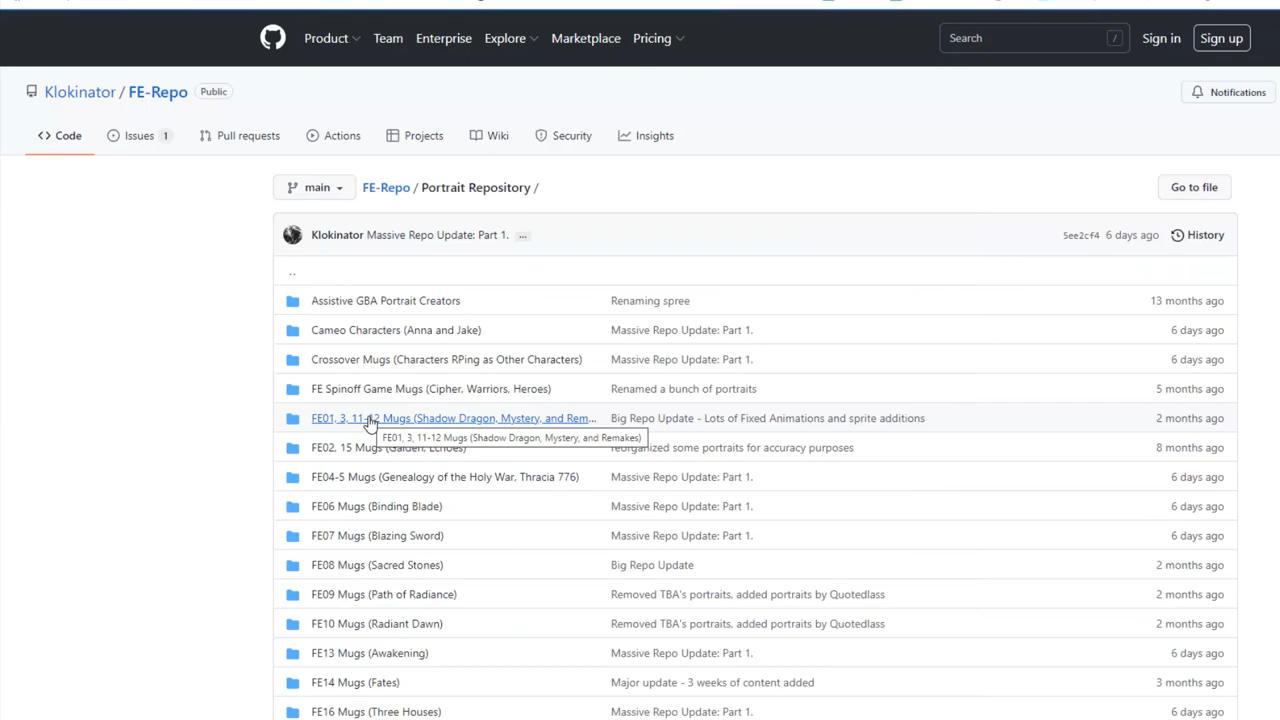 Product Team Enterprise Explore Marketplace Pricing Search / Sign in Sign up
Klokinator / FE-Repo Public Notifications
Code Issues 1 Pull requests Actions Projects Wiki Security Insights
main FE-Repo / Portrait Repository / Go to file
Klokinator Massive Repo Update: Part 1. ... 5ee2cf4 6 days ago History
..
Assistive GBA Portrait Creators Renaming spree 13 months ago
Cameo Characters (Anna and Jake) Massive Repo Update: Part 1. 6 days ago
Crossover Mugs (Characters RPing as Other Characters) Massive Repo Update: Part 1. 6 days ago
FE Spinoff Game Mugs (Cipher, Warriors, Heroes) Renamed a bunch of portraits 5 months ago
FE01, 3, 11-12 Mugs (Shadow Dragon, Mystery, and Rem... Big Repo Update - Lots of Fixed Animations and sprite additions 2 months ago
FE01, 3, 11-12 Mugs (Shadow Dragon, Mystery, and Remakes)
FE02, 15 Mugs (Gaiden, Echoes) reorganized some portraits for accuracy purposes 8 months ago
FE04-5 Mugs (Genealogy of the Holy War, Thracia 776) Massive Repo Update: Part 1. 6 days ago
FE06 Mugs (Binding Blade) Massive Repo Update: Part 1. 6 days ago
FE07 Mugs (Blazing Sword) Massive Repo Update: Part 1. 6 days ago
FE08 Mugs (Sacred Stones) Big Repo Update 2 months ago
FE09 Mugs (Path of Radiance) Removed TBA's portraits, added portraits by Quotedlass 2 months ago
FE10 Mugs (Radiant Dawn) Removed TBA's portraits, added portraits by Quotedlass 2 months ago
FE13 Mugs (Awakening) Massive Repo Update: Part 1. 6 days ago
FE14 Mugs (Fates) Major update - 3 weeks of content added 3 months ago
FE16 Mugs (Three Houses) Massive Repo Update: Part 1. 6 days ago